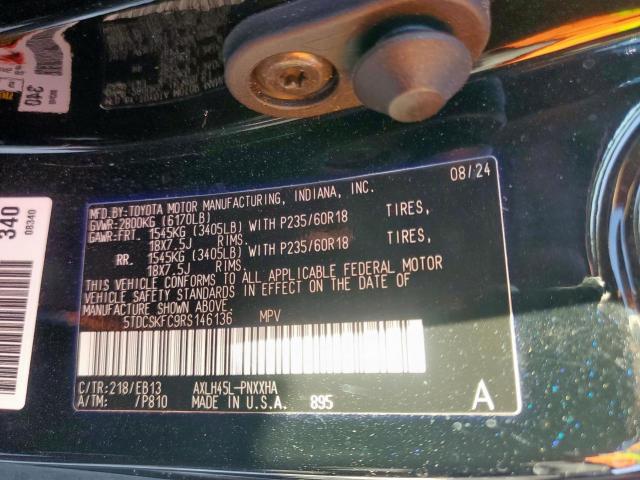 340
340
08340
MFD.BY:TOYOTA MOTOR MANUFACTURING, INDIANA, INC. 08/24
GVWR:2800KG (6170LB)
GAWR:FRT. 1545KG (3405LB) WITH P235/60R18 TIRES,
18X7.5J RIMS.
RR. 1545KG (3405LB) WITH P235/60R18 TIRES,
18X7.5J RIMS.
THIS VEHICLE CONFORMS TO ALL APPLICABLE FEDERAL MOTOR
VEHICLE SAFETY STANDARDS IN EFFECT ON THE DATE OF
MANUFACTURE SHOWN ABOVE.
5TDCSKFC9RS146136 MPV
C/TR:218/EB13 AXLH45L-PNXXHA
A/TM: /P810 MADE IN U.S.A. 895
A